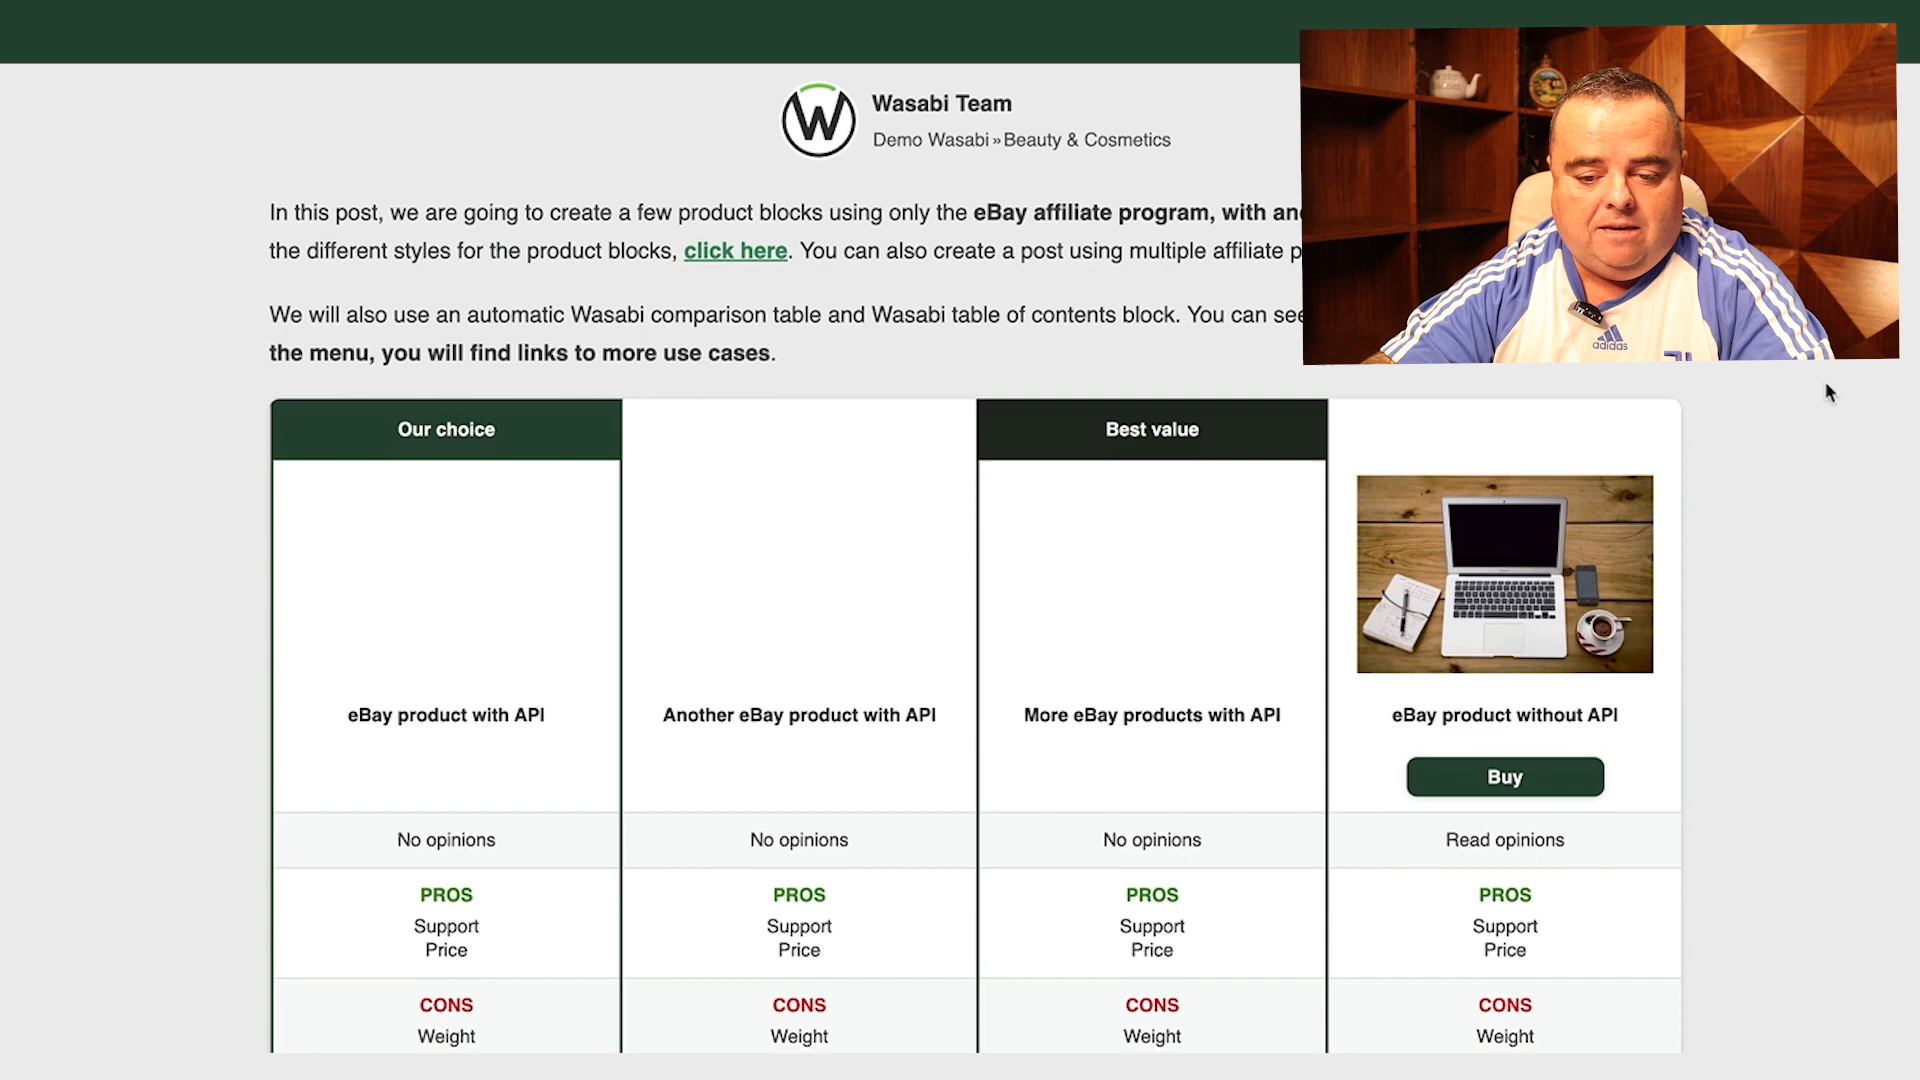 W
Wasabi Team
Demo Wasabi » Beauty & Cosmetics
In this post, we are going to create a few product blocks using only the eBay affiliate program, with
the different styles for the product blocks, click here. You can also create a post using multiple affiliate
We will also use an automatic Wasabi comparison table and Wasabi table of contents block. You can see
the menu, you will find links to more use cases.
adidas
Our choice
Best value
eBay product with API
Another eBay product with API
More eBay products with API
eBay product without API
Buy
No opinions
No opinions
No opinions
Read opinions
PROS
PROS
PROS
PROS
Support
Support
Support
Support
Price
Price
Price
Price
CONS
CONS
CONS
CONS
Weight
Weight
Weight
Weight